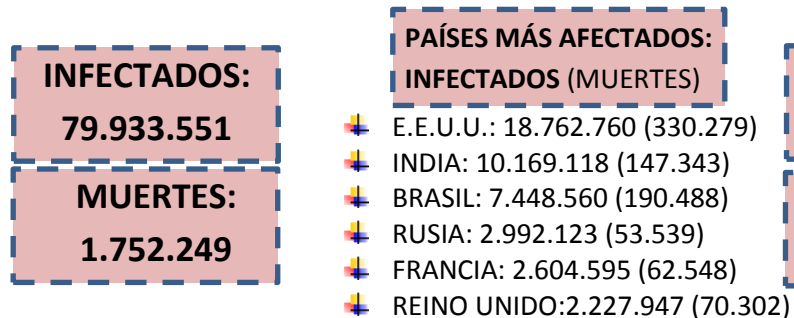 INFECTADOS:
79.933.551
MUERTES:
1.752.249
PAÍSES MÁS AFECTADOS:
INFECTADOS (MUERTES)
E.E.U.U.: 18.762.760 (330.279)
INDIA: 10.169.118 (147.343)
BRASIL: 7.448.560 (190.488)
RUSIA: 2.992.123 (53.539)
FRANCIA: 2.604.595 (62.548)
REINO UNIDO:2.227.947 (70.302)